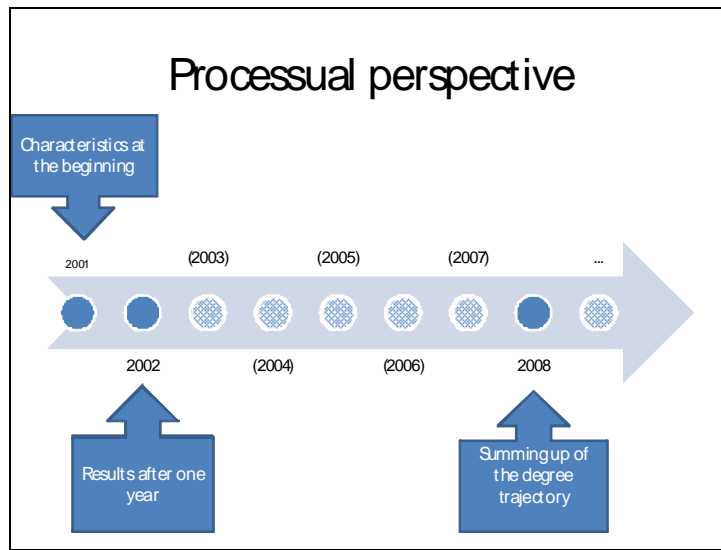 Processual perspective
Characteristics at
the beginning
2001
(2003)
(2005)
(2007)
...
2002
(2004)
(2006)
2008
Results after one
year
Summing up of
the degree
trajectory